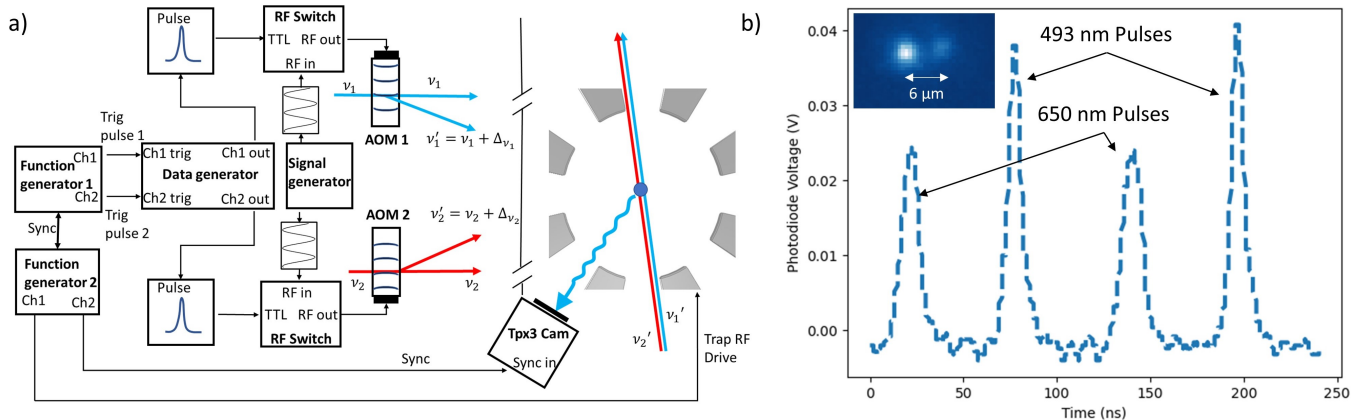 a)
Pulse
RF Switch
TTL RF out
RF in
ν₁
ν₁
ν₁′ = ν₁ + Δν₁
AOM 1
Trig
pulse 1
Ch1
Function
generator 1
Ch2
Ch1 trig Ch1 out
Data generator
Ch2 trig Ch2 out
Signal
generator
Sync
Trig
pulse 2
AOM 2
ν₂′ = ν₂ + Δν₂
Function
generator 2
Ch1 Ch2
Pulse
RF in
TTL RF out
RF Switch
ν₂
ν₂
Tpx3 Cam
Sync in
Sync
ν₁′
ν₂′
Trap RF
Drive
b)
6 μm
493 nm Pulses
650 nm Pulses
Photodiode Voltage (V)
0.04
0.03
0.02
0.01
0.00
0 50 100 150 200 250
Time (ns)